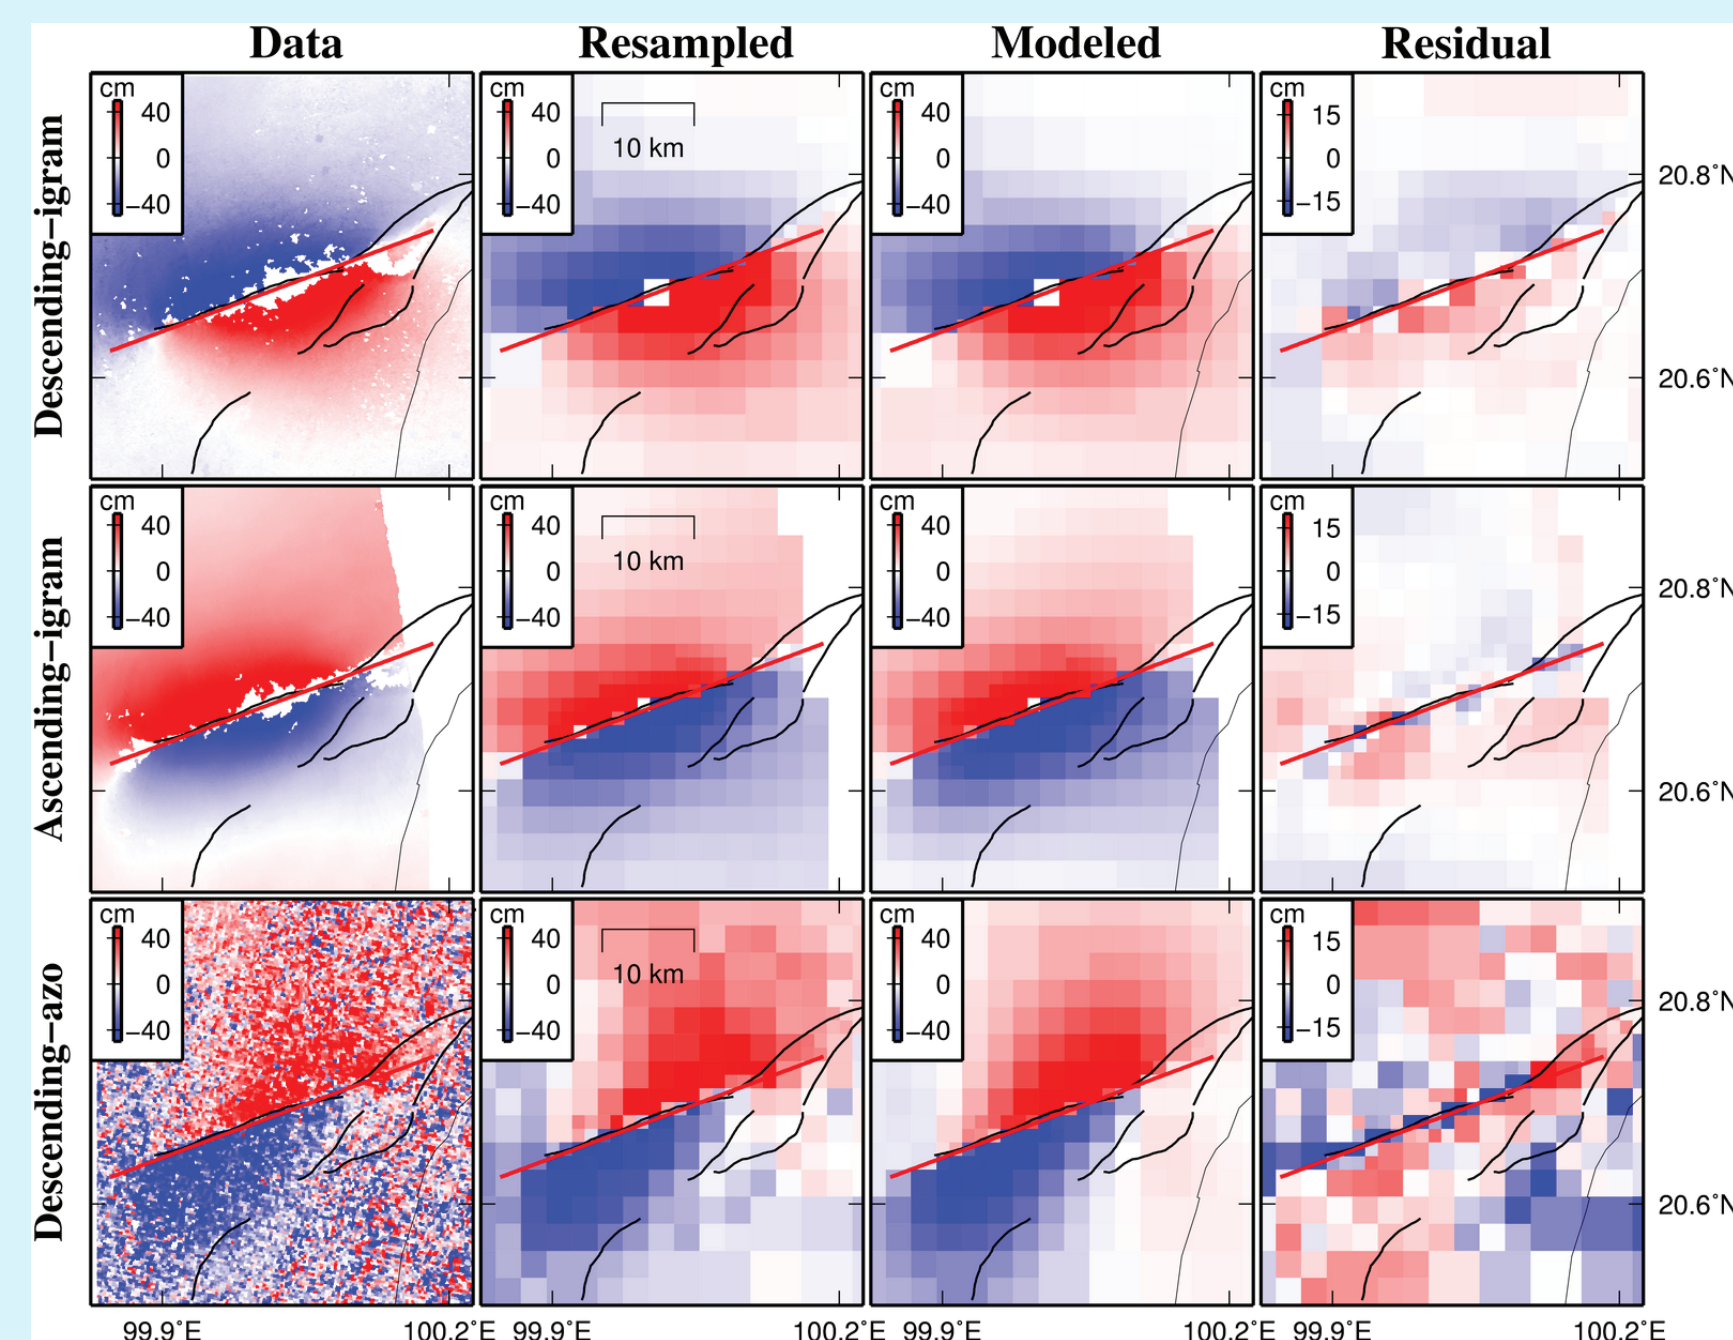 Data Resampled Modeled Residual
Descending–igram
cm cm cm cm
40 40 40 15
0 0 0 0
−40 −40 −40 −15
10 km
20.8°N
20.6°N
Ascending–igram
cm cm cm cm
40 40 40 15
0 0 0 0
−40 −40 −40 −15
10 km
20.8°N
20.6°N
Descending–azo
cm cm cm cm
40 40 40 15
0 0 0 0
−40 −40 −40 −15
10 km
20.8°N
20.6°N
99.9°E 100.2°E 99.9°E 100.2°E 99.9°E 100.2°E 99.9°E 100.2°E